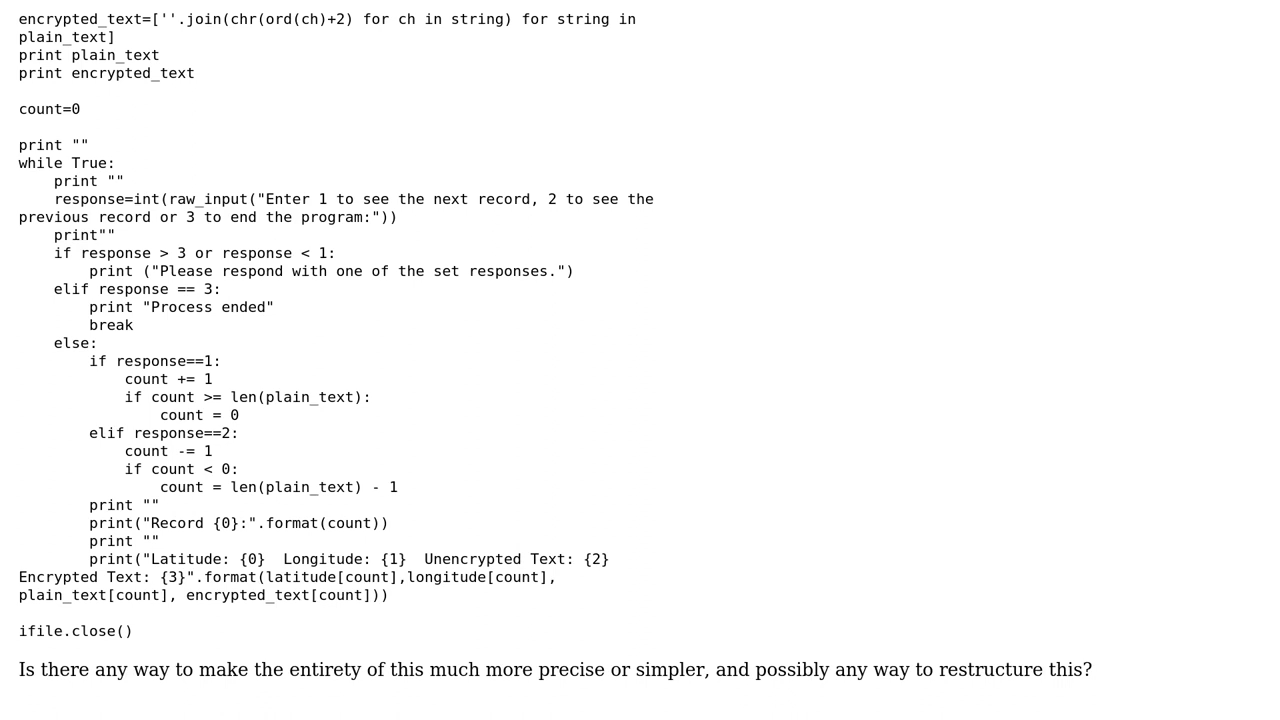 encrypted_text=[''.join(chr(ord(ch)+2) for ch in string) for string in
plain_text]
print plain_text
print encrypted_text

count=0

print ""
while True:
    print ""
    response=int(raw_input("Enter 1 to see the next record, 2 to see the
previous record or 3 to end the program:"))
    print""
    if response > 3 or response < 1:
        print ("Please respond with one of the set responses.")
    elif response == 3:
        print "Process ended"
        break
    else:
        if response==1:
            count += 1
            if count >= len(plain_text):
                count = 0
        elif response==2:
            count -= 1
            if count < 0:
                count = len(plain_text) - 1
        print ""
        print("Record {0}:".format(count))
        print ""
        print("Latitude: {0}  Longitude: {1}  Unencrypted Text: {2}
Encrypted Text: {3}".format(latitude[count],longitude[count],
plain_text[count], encrypted_text[count]))

ifile.close()
Is there any way to make the entirety of this much more precise or simpler, and possibly any way to restructure this?